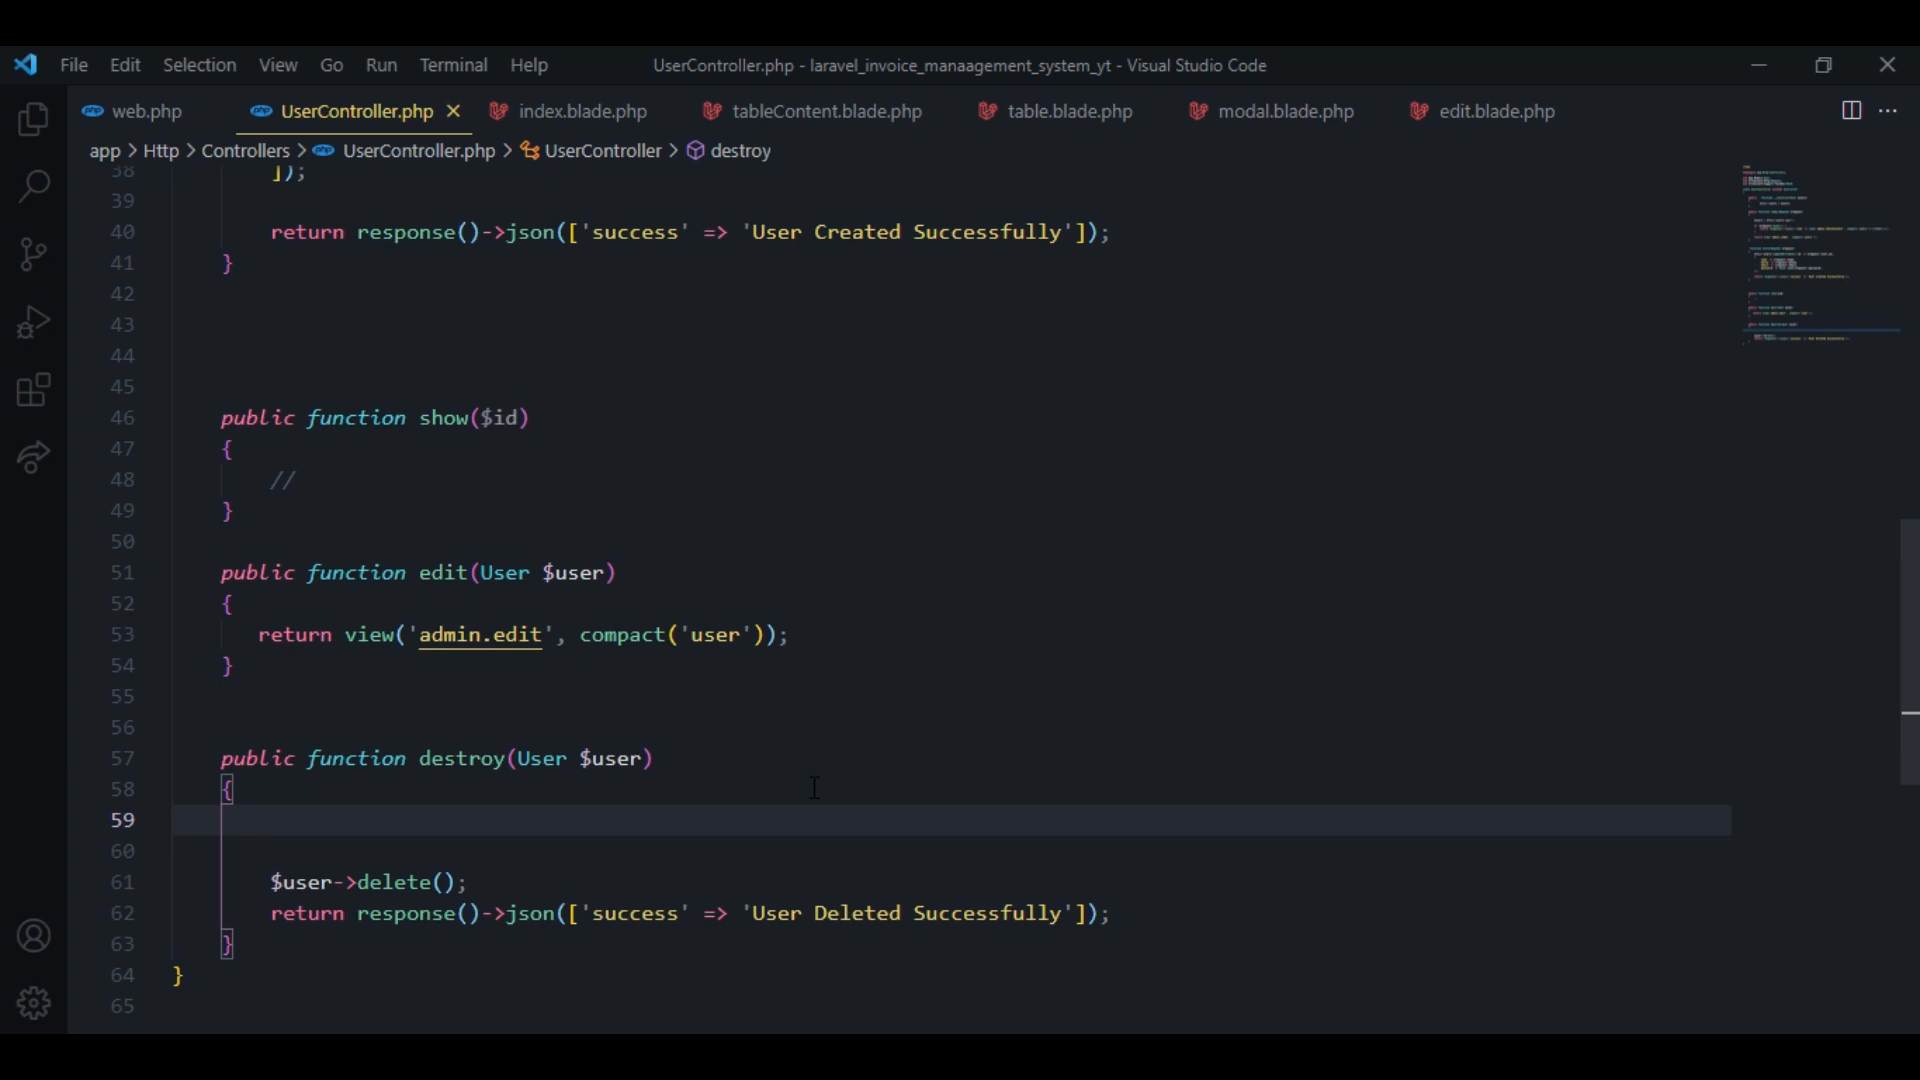 File Edit Selection View Go Run Terminal Help UserController.php - laravel_invoice_manaagement_system_yt - Visual Studio Code
web.php UserController.php index.blade.php tableContent.blade.php table.blade.php modal.blade.php edit.blade.php
app > Http > Controllers > UserController.php > UserController > destroy
38 ]);
39
40 return response()->json(['success' => 'User Created Successfully']);
41 }
42
43
44
45
46 public function show($id)
47 {
48 //
49 }
50
51 public function edit(User $user)
52 {
53 return view('admin.edit', compact('user'));
54 }
55
56
57 public function destroy(User $user)
58 {
59
60
61 $user->delete();
62 return response()->json(['success' => 'User Deleted Successfully']);
63 }
64 }
65